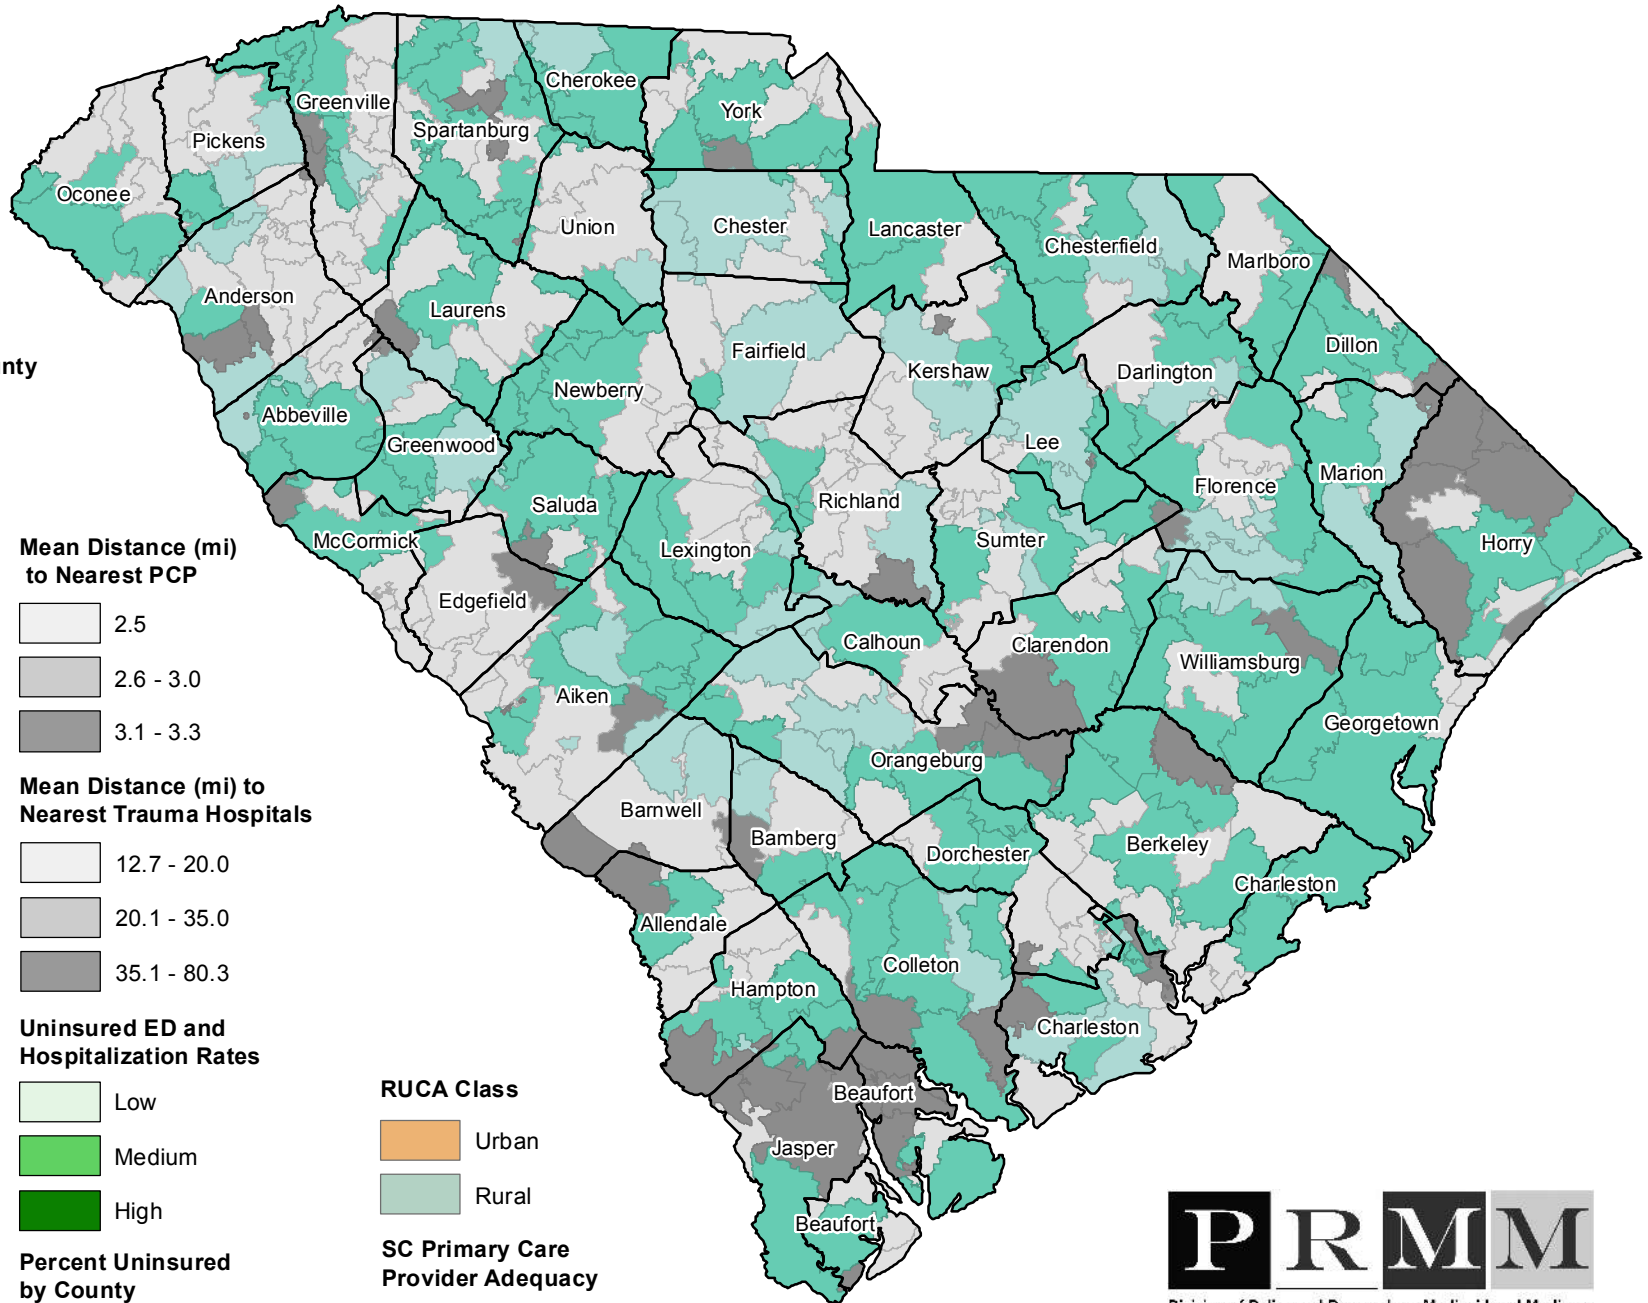 Cherokee
Greenville
York
Spartanburg
Pickens
Oconee
Union
Chester
Lancaster
Chesterfield
Marlboro
Anderson
Laurens
Dillon
Fairfield
nty
Kershaw
Darlington
Newberry
Abbeville
Greenwood
Lee
Marion
Florence
Richland
Saluda
McCormick
Lexington
Sumter
Horry
Edgefield
Calhoun
Clarendon
Williamsburg
Aiken
Georgetown
Orangeburg
Barnwell
Bamberg
Dorchester
Berkeley
Charleston
Allendale
Colleton
Hampton
Charleston
Beaufort
Jasper
Beaufort
Mean Distance (mi)
to Nearest PCP
2.5
2.6 - 3.0
3.1 - 3.3
Mean Distance (mi) to
Nearest Trauma Hospitals
12.7 - 20.0
20.1 - 35.0
35.1 - 80.3
Uninsured ED and
Hospitalization Rates
Low
Medium
High
Percent Uninsured
by County
RUCA Class
Urban
Rural
SC Primary Care
Provider Adequacy
PRMM